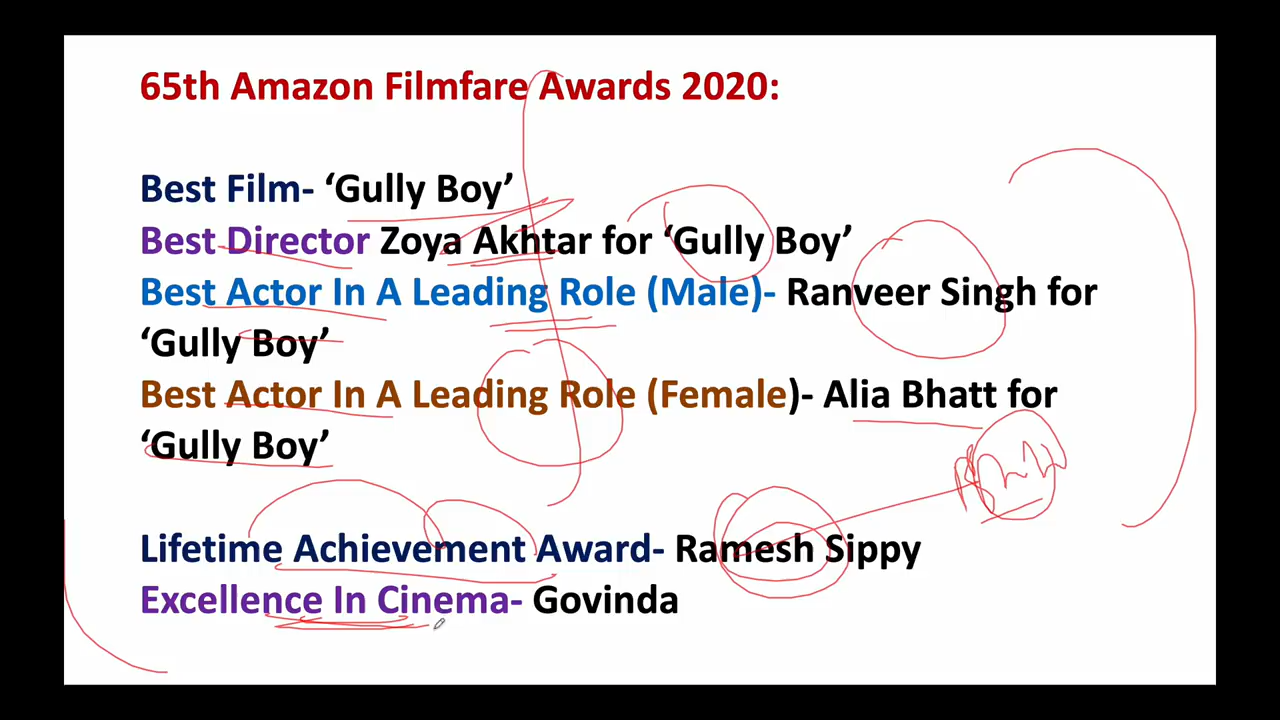 65th Amazon Filmfare Awards 2020:
Best Film- ‘Gully Boy’
Best Director Zoya Akhtar for ‘Gully Boy’
Best Actor In A Leading Role (Male)- Ranveer Singh for
‘Gully Boy’
Best Actor In A Leading Role (Female)- Alia Bhatt for
‘Gully Boy’
Lifetime Achievement Award- Ramesh Sippy
Excellence In Cinema- Govinda